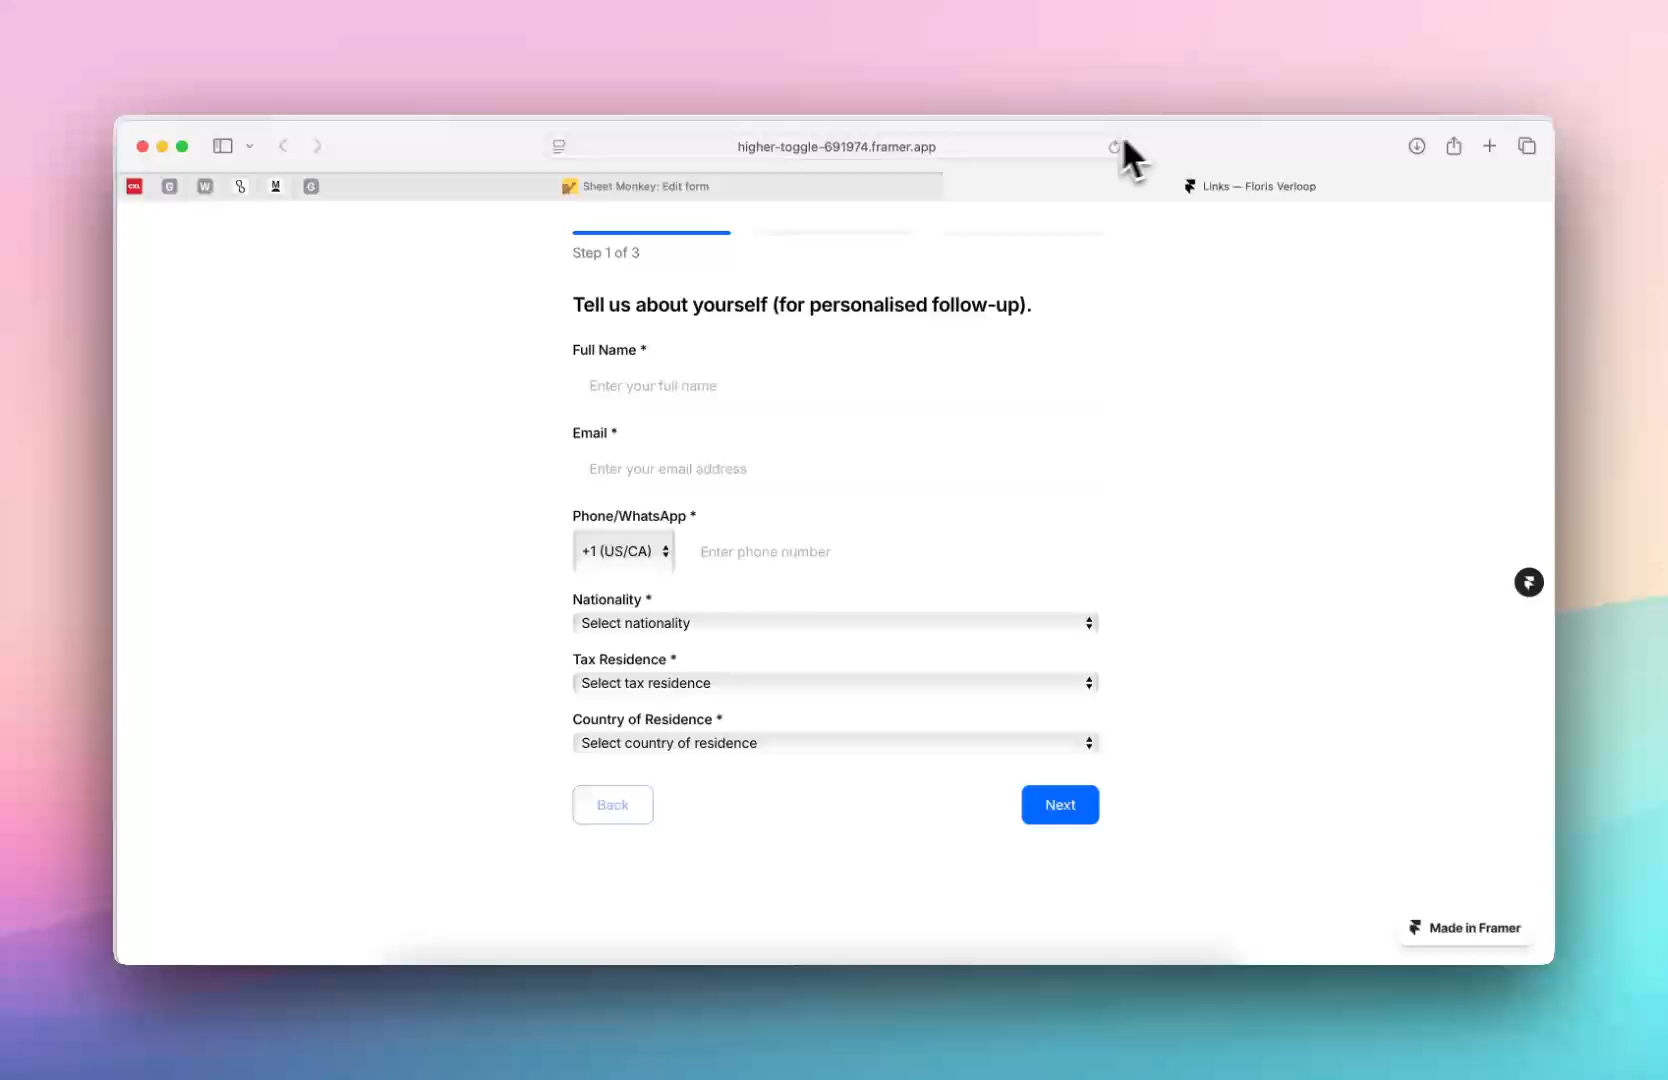 higher-toggle-691974.framer.app
CXL
G
W
M
G
Sheet Monkey: Edit form
Links — Floris Verloop
Step 1 of 3
Tell us about yourself (for personalised follow-up).
Full Name *
Enter your full name
Email *
Enter your email address
Phone/WhatsApp *
+1 (US/CA)
Enter phone number
Nationality *
Select nationality
Tax Residence *
Select tax residence
Country of Residence *
Select country of residence
Back
Next
Made in Framer